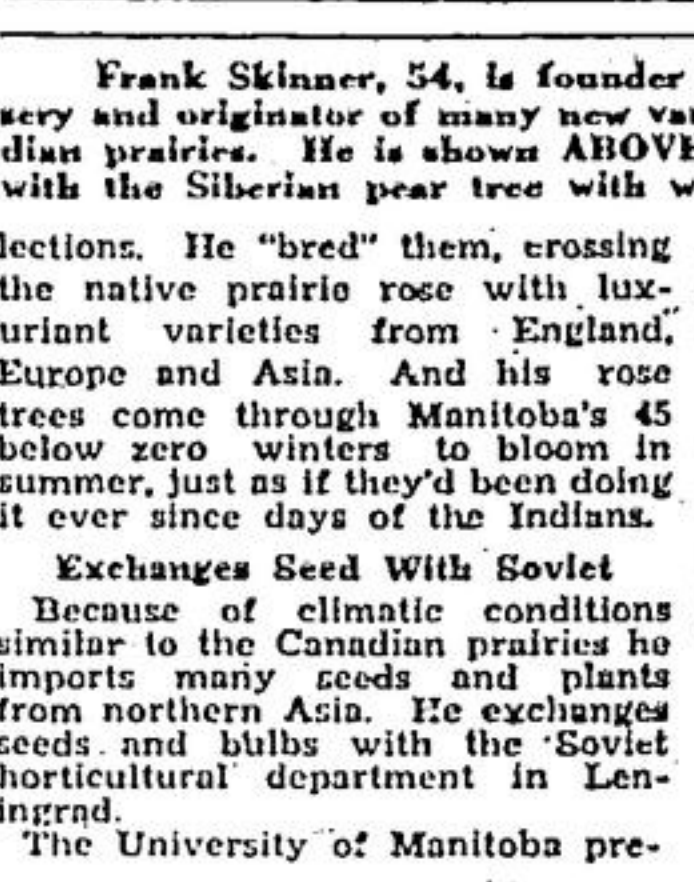 Frank Skinner, 54, is founder
sery and originator of many new var
dian prairies. He is shown ABOVE
with the Siberian pear tree with w
lections. He "bred" them, crossing
the native prairie rose with lux-
uriant varieties from England,
Europe and Asia. And his rose
trees come through Manitoba's 45
below zero winters to bloom in
summer, just as if they'd been doing
it ever since days of the Indians.
Exchanges Seed With Soviet
Because of climatic conditions
similar to the Canadian prairies he
imports many seeds and plants
from northern Asia. He exchanges
seeds and bulbs with the Soviet
horticultural department in Len-
ingrad.
The University of Manitoba pre-